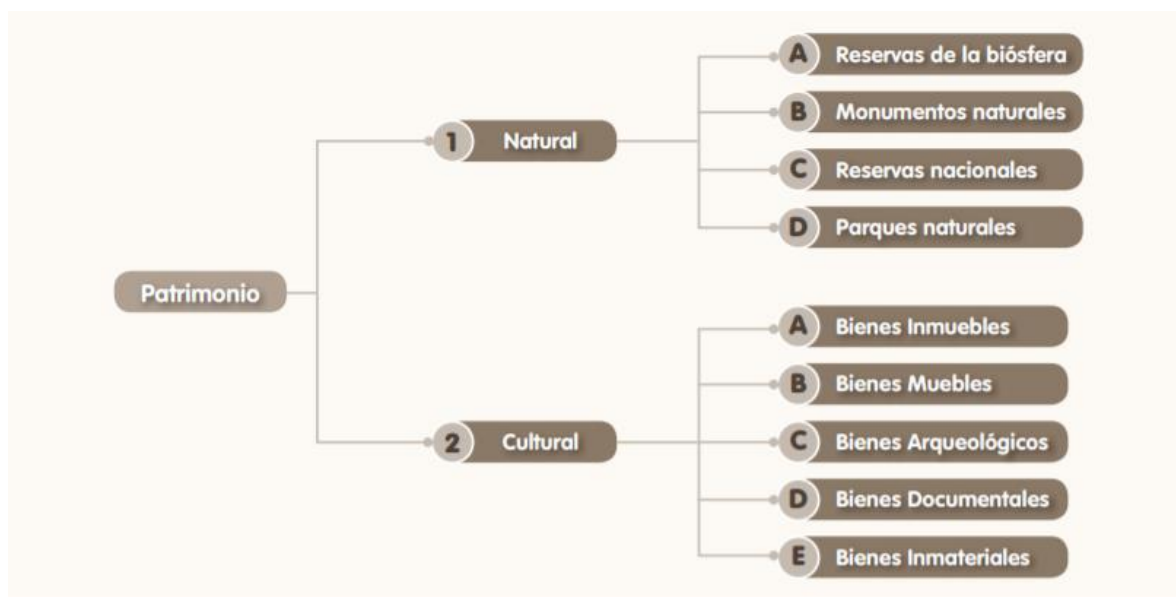 Patrimonio
1 Natural
A Reservas de la biósfera
B Monumentos naturales
C Reservas nacionales
D Parques naturales
2 Cultural
A Bienes Inmuebles
B Bienes Muebles
C Bienes Arqueológicos
D Bienes Documentales
E Bienes Inmateriales